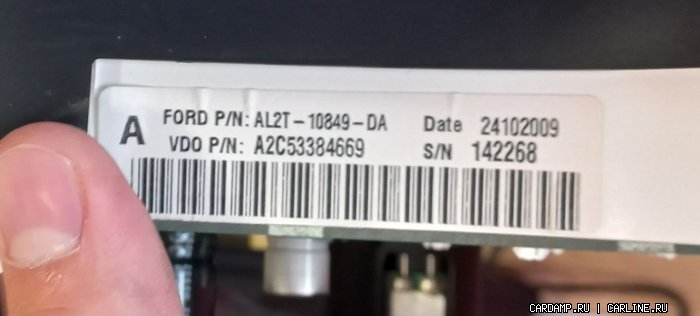 A
FORD P/N: AL2T-10849-DA Date 24102009
VDO P/N: A2C53384669 S/N 142268
CARDAMP.RU | CARLINE.RU